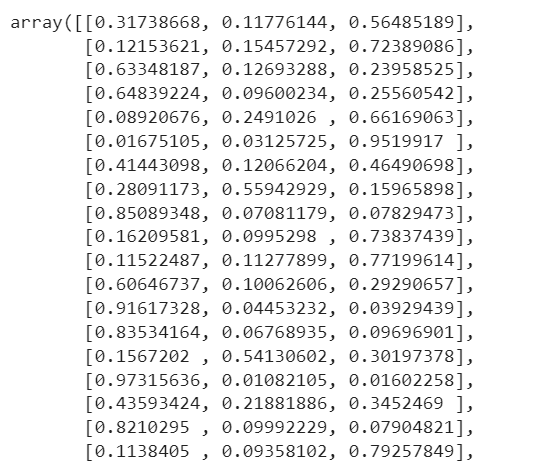 array([[0.31738668, 0.11776144, 0.56485189],
[0.12153621, 0.15457292, 0.72389086],
[0.63348187, 0.12693288, 0.23958525],
[0.64839224, 0.09600234, 0.25560542],
[0.08920676, 0.2491026 , 0.66169063],
[0.01675105, 0.03125725, 0.9519917 ],
[0.41443098, 0.12066204, 0.46490698],
[0.28091173, 0.55942929, 0.15965898],
[0.85089348, 0.07081179, 0.07829473],
[0.16209581, 0.0995298 , 0.73837439],
[0.11522487, 0.11277899, 0.77199614],
[0.60646737, 0.10062606, 0.29290657],
[0.91617328, 0.04453232, 0.03929439],
[0.83534164, 0.06768935, 0.09696901],
[0.1567202 , 0.54130602, 0.30197378],
[0.97315636, 0.01082105, 0.01602258],
[0.43593424, 0.21881886, 0.3452469 ],
[0.8210295 , 0.09992229, 0.07904821],
[0.1138405 , 0.09358102, 0.79257849],